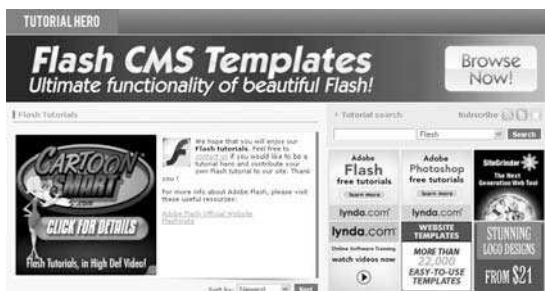 TUTORIAL HERO
Flash CMS Templates
Ultimate functionality of beautiful Flash!
Browse
Now!
Flash Tutorials
CARTOON
SMART
.COM
CLICK FOR DETAILS
Flash Tutorials, in High Def Video!
We hope that you will enjoy our
Flash tutorials. Feel free to
contact us if you would like to be a
tutorial hero and contribute your
own Flash tutorial to our site. Thank
you !
For more info about Adobe Flash, please visit
these useful resources:
Adobe Flash Official Website
Sort by:
Newest
Sort
Tutorial search
Subscribe
Flash
Search
Adobe
Flash
free tutorials
learn more
lynda.com
Adobe
Photoshop
free tutorials
learn more
lynda.com
SiteGrinder
The Next
Generation Web Tool
lynda.com
Online Software Training
watch videos now
WEBSITE
TEMPLATES
MORE THAN
22,000
EASY-TO-USE
TEMPLATES
STUNNING
LOGO DESIGNS
FROM $21